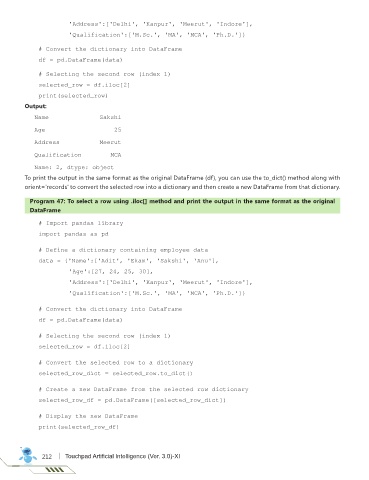 'Address':['Delhi', 'Kanpur', 'Meerut', 'Indore'],
'Qualification':['M.Sc.', 'MA', 'MCA', 'Ph.D.']}
# Convert the dictionary into DataFrame
df = pd.DataFrame(data)
# Selecting the second row (index 1)
selected_row = df.iloc[2]
print(selected_row)
Output:
Name Sakshi
Age 25
Address Meerut
Qualification MCA
Name: 2, dtype: object
To print the output in the same format as the original DataFrame (df), you can use the to_dict() method along with
orient='records' to convert the selected row into a dictionary and then create a new DataFrame from that dictionary.
Program 47: To select a row using .iloc[] method and print the output in the same format as the original
DataFrame
# Import pandas library
import pandas as pd
# Define a dictionary containing employee data
data = {'Name':['Adit', 'Ekam', 'Sakshi', 'Anu'],
'Age':[27, 24, 25, 30],
'Address':['Delhi', 'Kanpur', 'Meerut', 'Indore'],
'Qualification':['M.Sc.', 'MA', 'MCA', 'Ph.D.']}
# Convert the dictionary into DataFrame
df = pd.DataFrame(data)
# Selecting the second row (index 1)
selected_row = df.iloc[2]
# Convert the selected row to a dictionary
selected_row_dict = selected_row.to_dict()
# Create a new DataFrame from the selected row dictionary
selected_row_df = pd.DataFrame([selected_row_dict])
# Display the new DataFrame
print(selected_row_df)
212 Touchpad Artificial Intelligence (Ver. 3.0)-XI